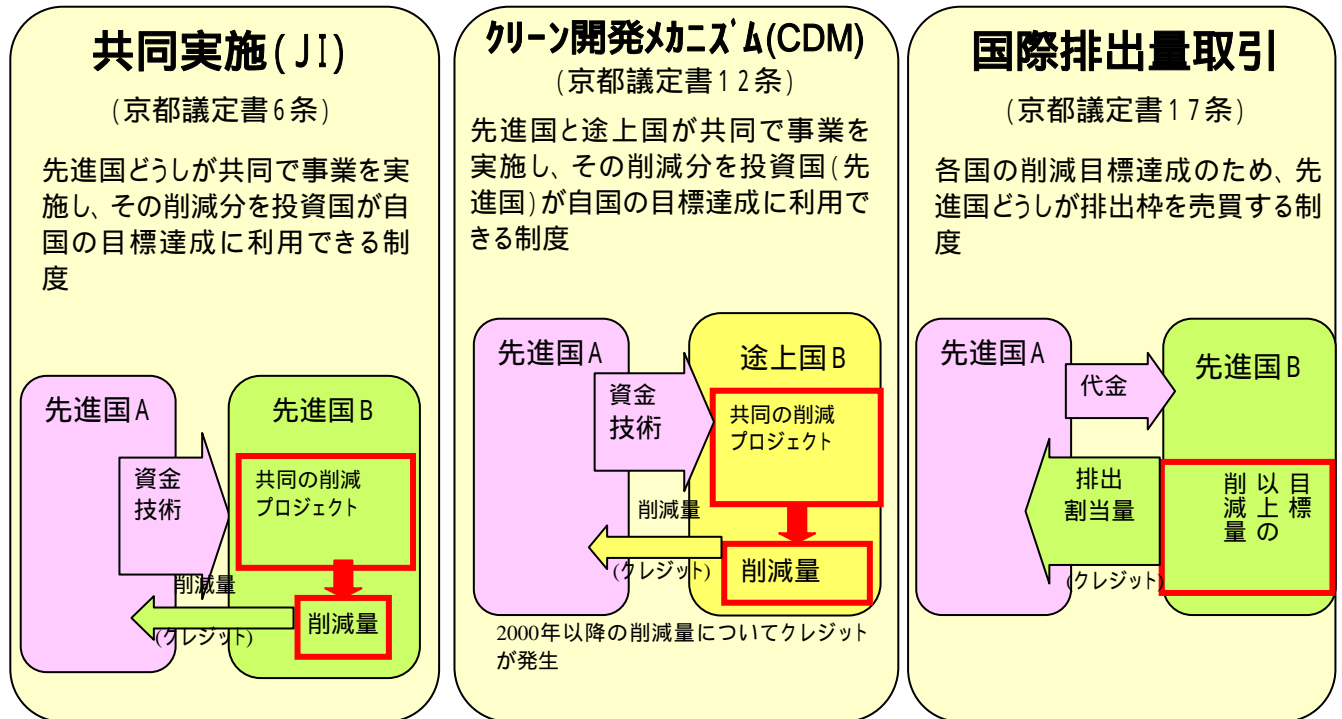 共同実施(JI)
(京都議定書6条)
先進国どうしが共同で事業を実
施し、その削減分を投資国が自
国の目標達成に利用できる制
度
先進国A
先進国B
資金
技術
共同の削減
プロジェクト
削減量
(クレジット)
削減量
クリーン開発メカニズム(CDM)
(京都議定書12条)
先進国と途上国が共同で事業を
実施し、その削減分を投資国(先
進国)が自国の目標達成に利用で
きる制度
先進国A
途上国B
資金
技術
共同の削減
プロジェクト
削減量
(クレジット)
削減量
2000年以降の削減量についてクレジット
が発生
国際排出量取引
(京都議定書17条)
各国の削減目標達成のため、先
進国どうしが排出枠を売買する制
度
先進国A
先進国B
代金
排出
割当量
(クレジット)
目標
以上の
削減量